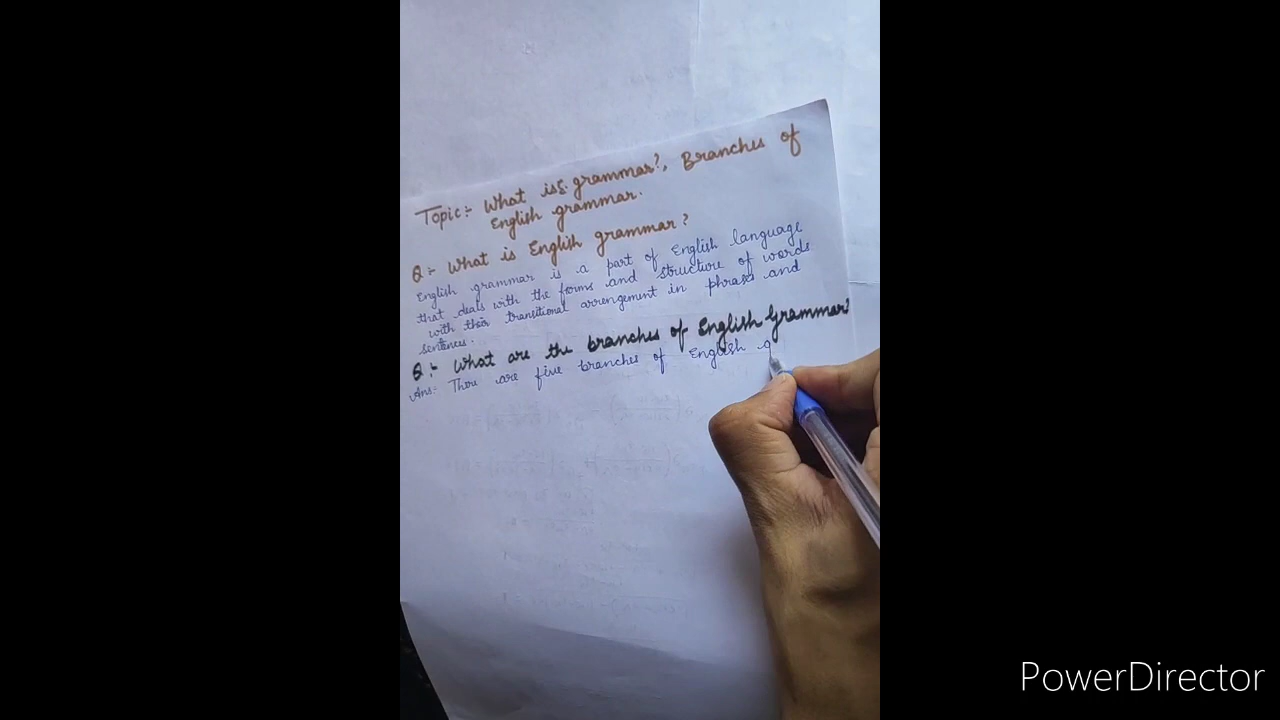 Topic:- What is E. grammar?, Branches of
English grammar.
Q:- What is English grammar?
English grammar is a part of English language
that deals with the forms and structure of words
with their transitional arrengement in phrases and
sentences.
Q:- What are the branches of English Grammar?
Ans:- There are five branches of English g
PowerDirector